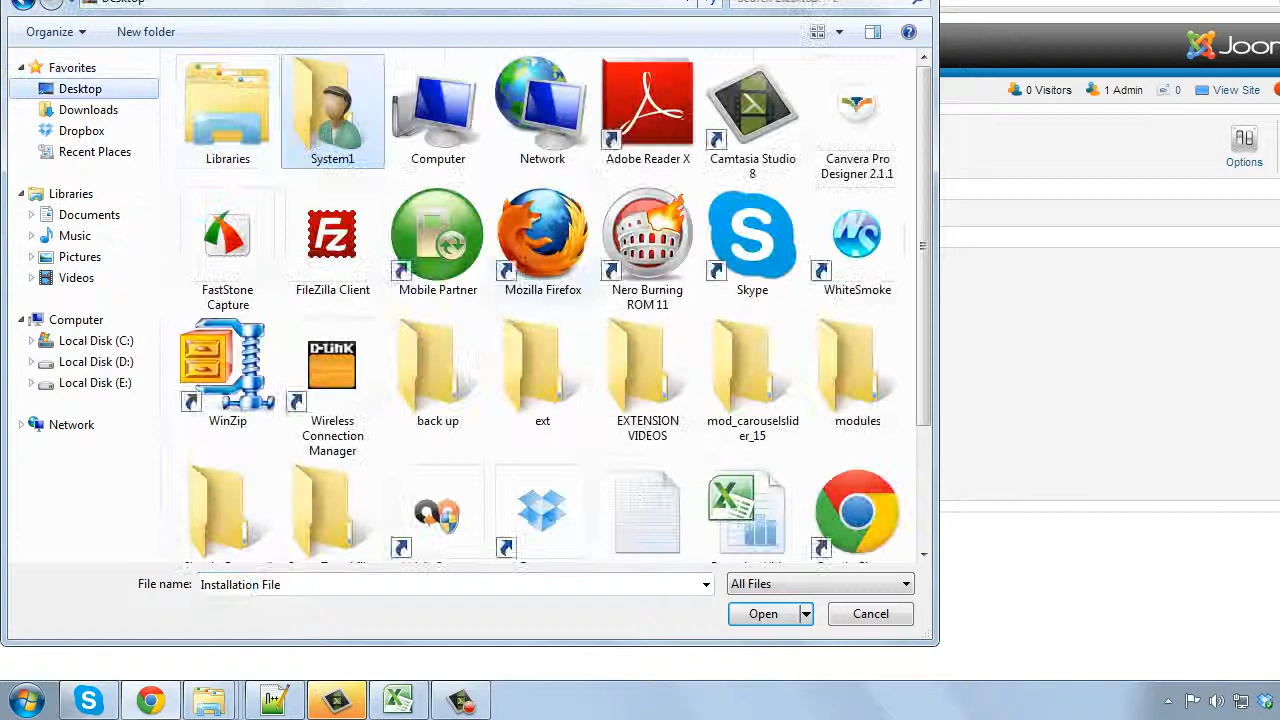 Desktop
Organize
New folder
Joo
0 Visitors
1 Admin
0
View Site
Options
Favorites
Desktop
Downloads
Dropbox
Recent Places
Libraries
Documents
Music
Pictures
Videos
Computer
Local Disk (C:)
Local Disk (D:)
Local Disk (E:)
Network
Libraries
System1
Computer
Network
Adobe Reader X
Camtasia Studio
8
Canvera Pro
Designer 2.1.1
FastStone
Capture
FileZilla Client
Mobile Partner
Mozilla Firefox
Nero Burning
ROM 11
Skype
WhiteSmoke
WinZip
D-Link
Wireless
Connection
Manager
back up
ext
EXTENSION
VIDEOS
mod_carouselslid
er_15
modules
File name:
Installation File
All Files
Open
Cancel